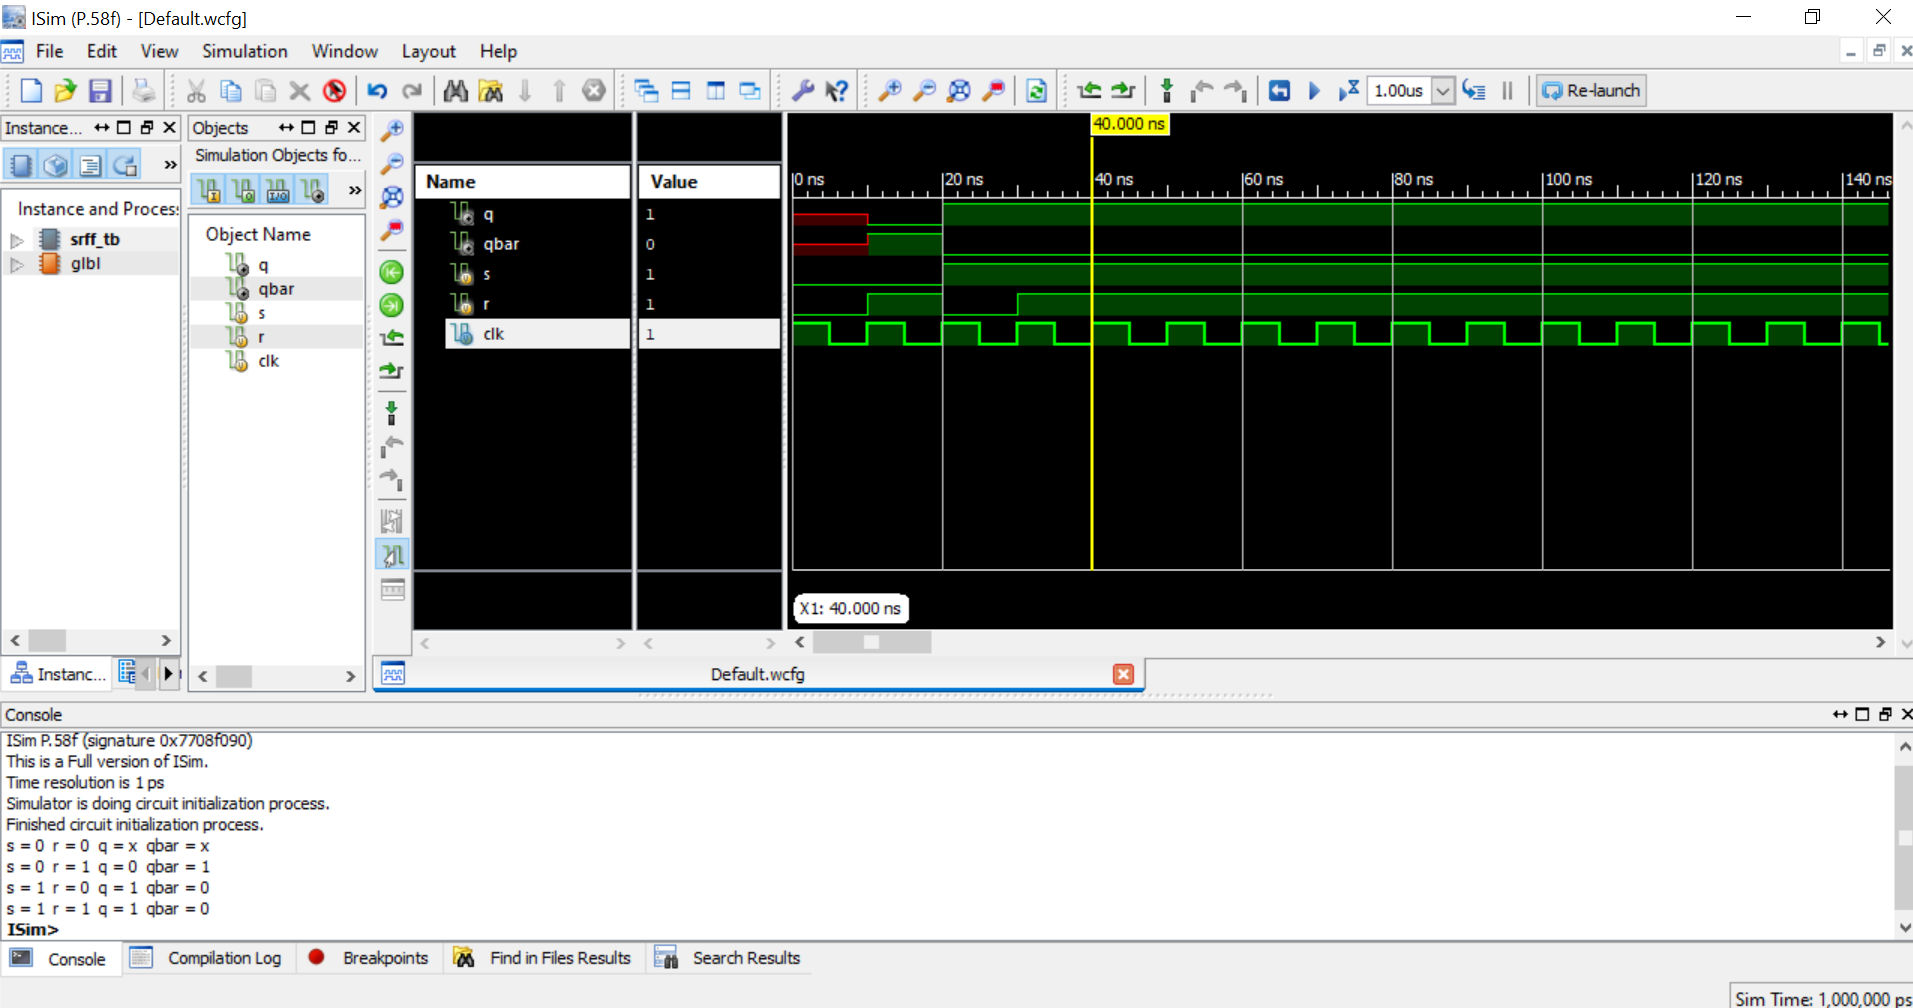 ISim (P.58f) - [Default.wcfg]
File Edit View Simulation Window Layout Help
1.00us Re-launch
Instance...
Objects
Simulation Objects fo...
Instance and Process
srff_tb
glbl
Instanc...
Object Name
q
qbar
s
r
clk
Name Value
q 1
qbar 0
s 1
r 1
clk 1
40.000 ns
0 ns 20 ns 40 ns 60 ns 80 ns 100 ns 120 ns 140 ns
X1: 40.000 ns
Default.wcfg
Console
ISim P.58f (signature 0x7708f090)
This is a Full version of ISim.
Time resolution is 1 ps
Simulator is doing circuit initialization process.
Finished circuit initialization process.
s = 0 r = 0 q = x qbar = x
s = 0 r = 1 q = 0 qbar = 1
s = 1 r = 0 q = 1 qbar = 0
s = 1 r = 1 q = 1 qbar = 0
ISim>
Console Compilation Log Breakpoints Find in Files Results Search Results
Sim Time: 1,000,000 ps